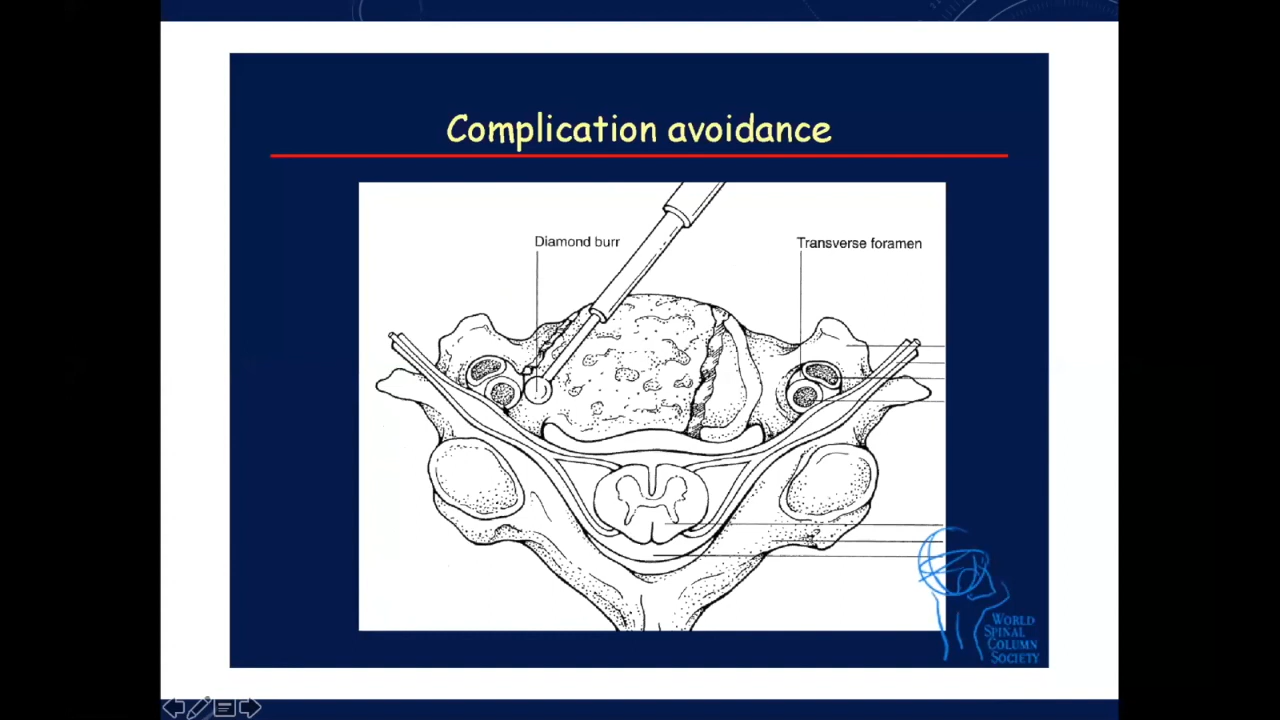 Complication avoidance
Diamond burr
Transverse foramen
WORLD
SPINAL
COLUMN
SOCIETY